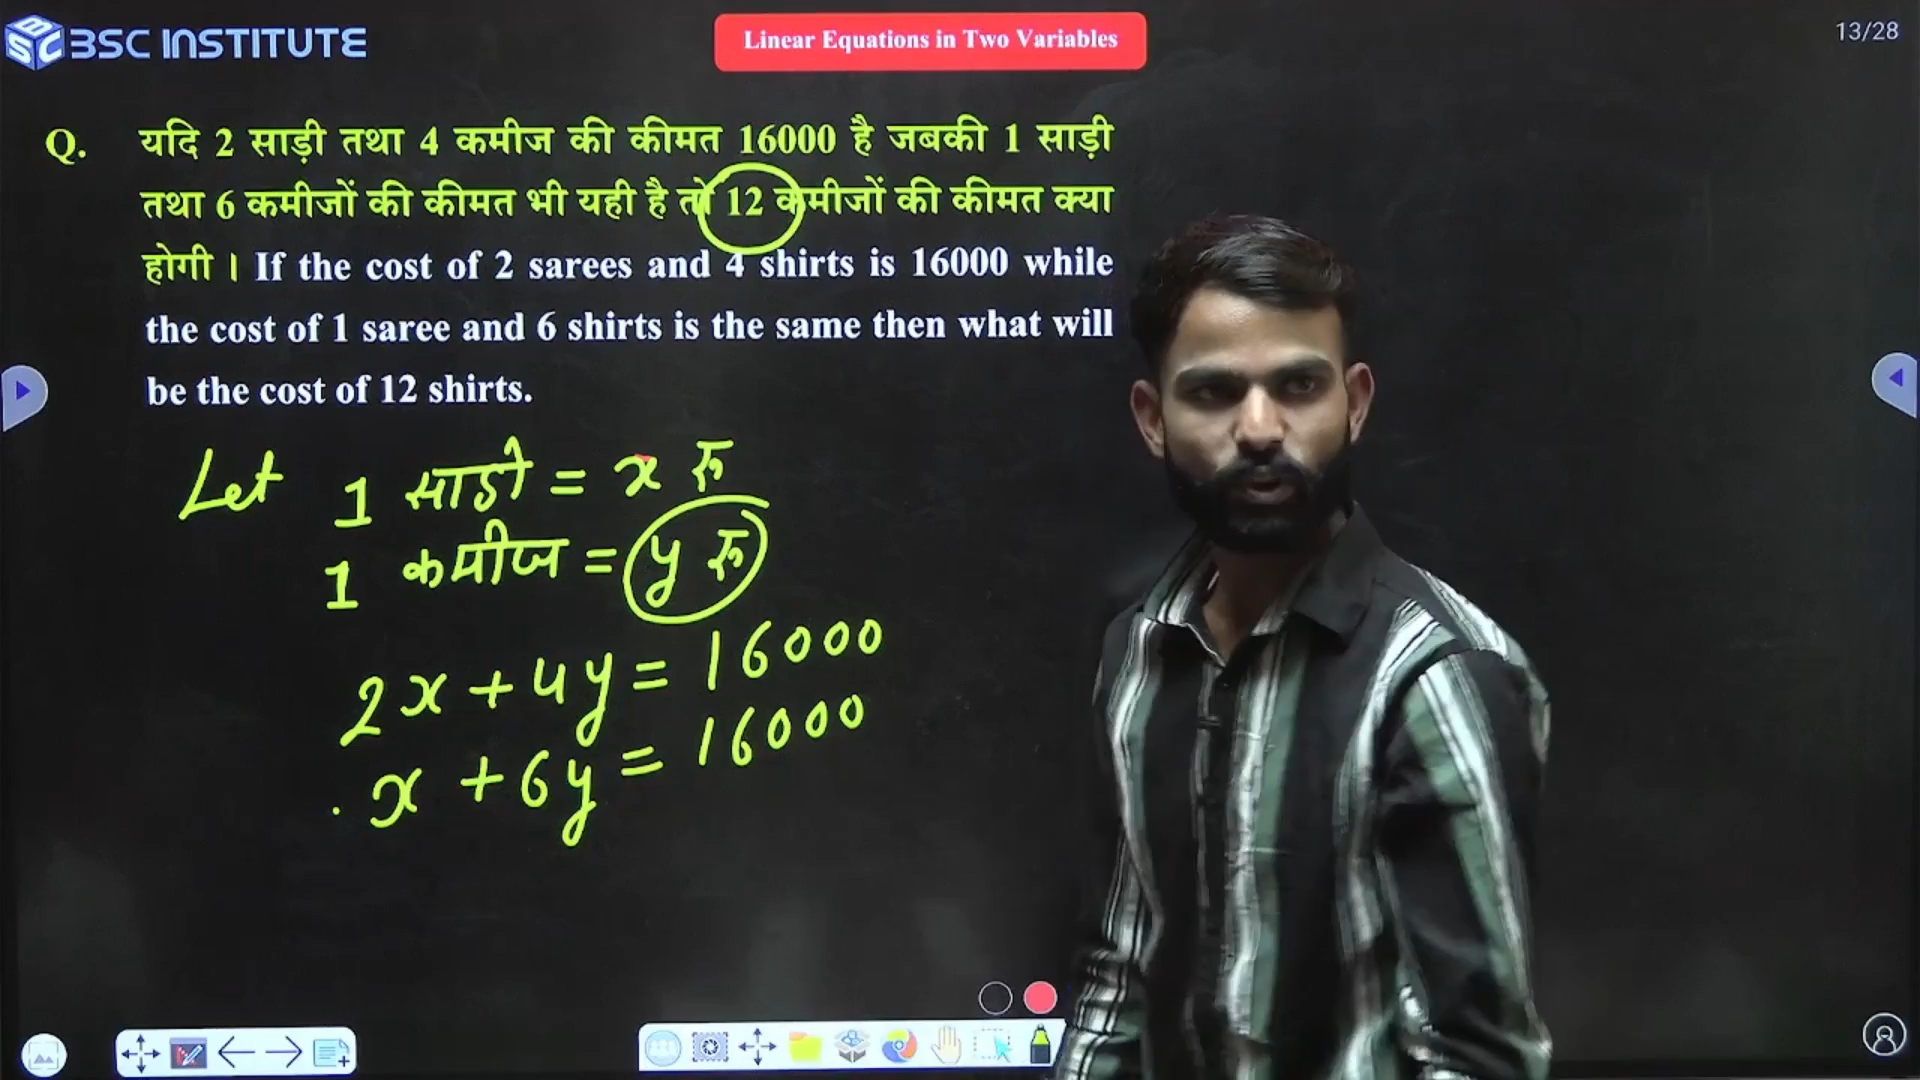 BSC INSTITUTE
Linear Equations in Two Variables
13/28
Q. यदि 2 साड़ी तथा 4 कमीज की कीमत 16000 है जबकी 1 साड़ी
तथा 6 कमीजों की कीमत भी यही है तो 12 कमीजों की कीमत क्या
होगी । If the cost of 2 sarees and 4 shirts is 16000 while
the cost of 1 saree and 6 shirts is the same then what will
be the cost of 12 shirts.
Let 1 साडी = x रू
1 कमीज = y रू
2x + 4y = 16000
x + 6y = 16000